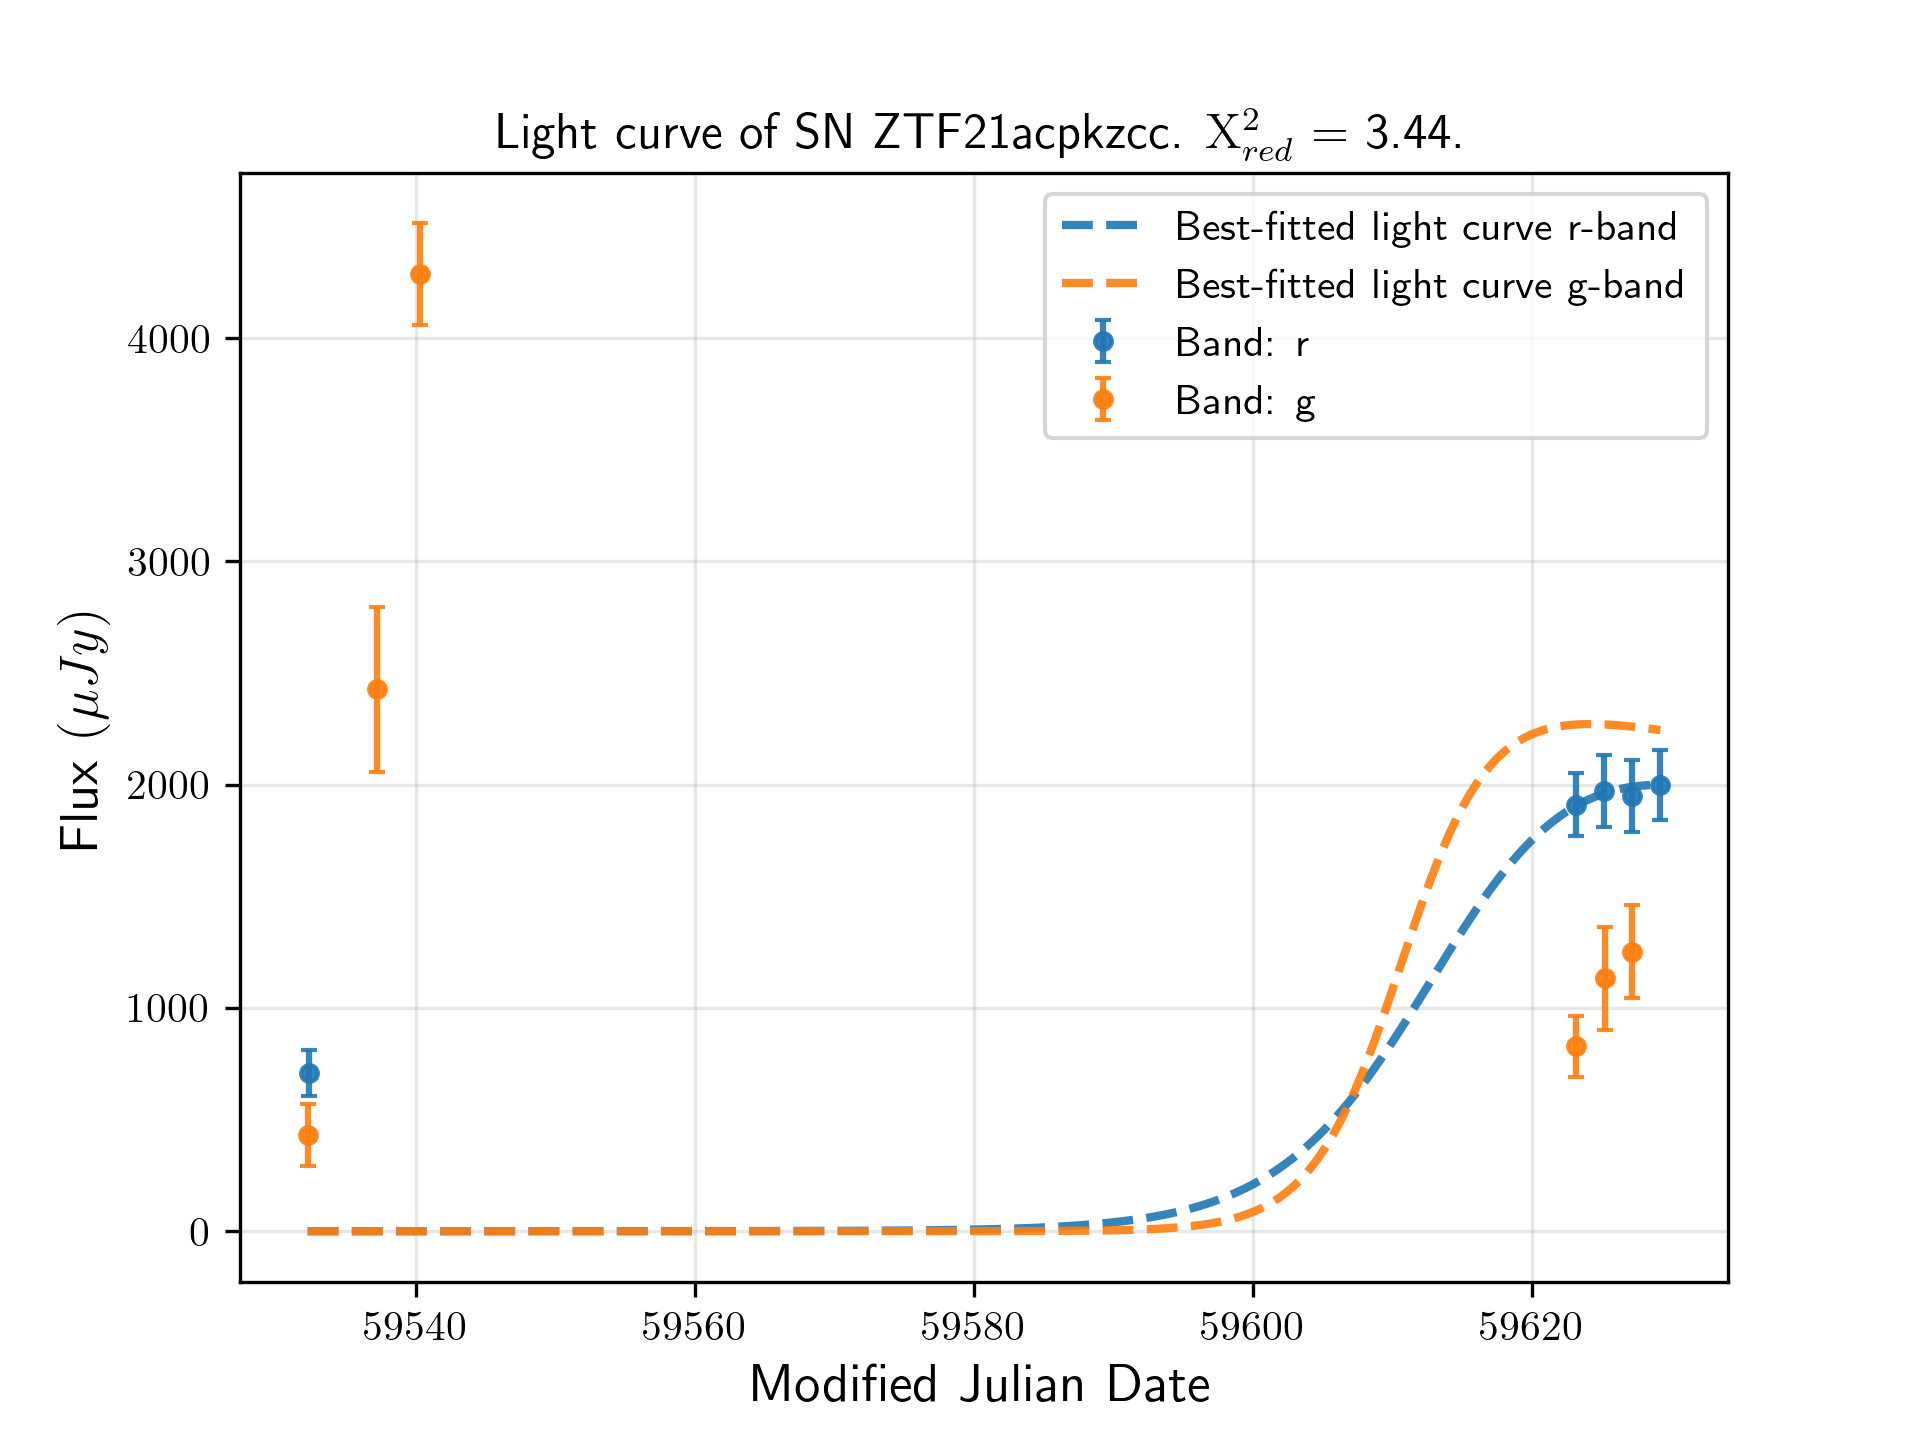 Light curve of SN ZTF21acpkzcc. X²red = 3.44.
Best-fitted light curve r-band
Best-fitted light curve g-band
Band: r
Band: g
Flux (μJy)
4000
3000
2000
1000
0
59540 59560 59580 59600 59620
Modified Julian Date